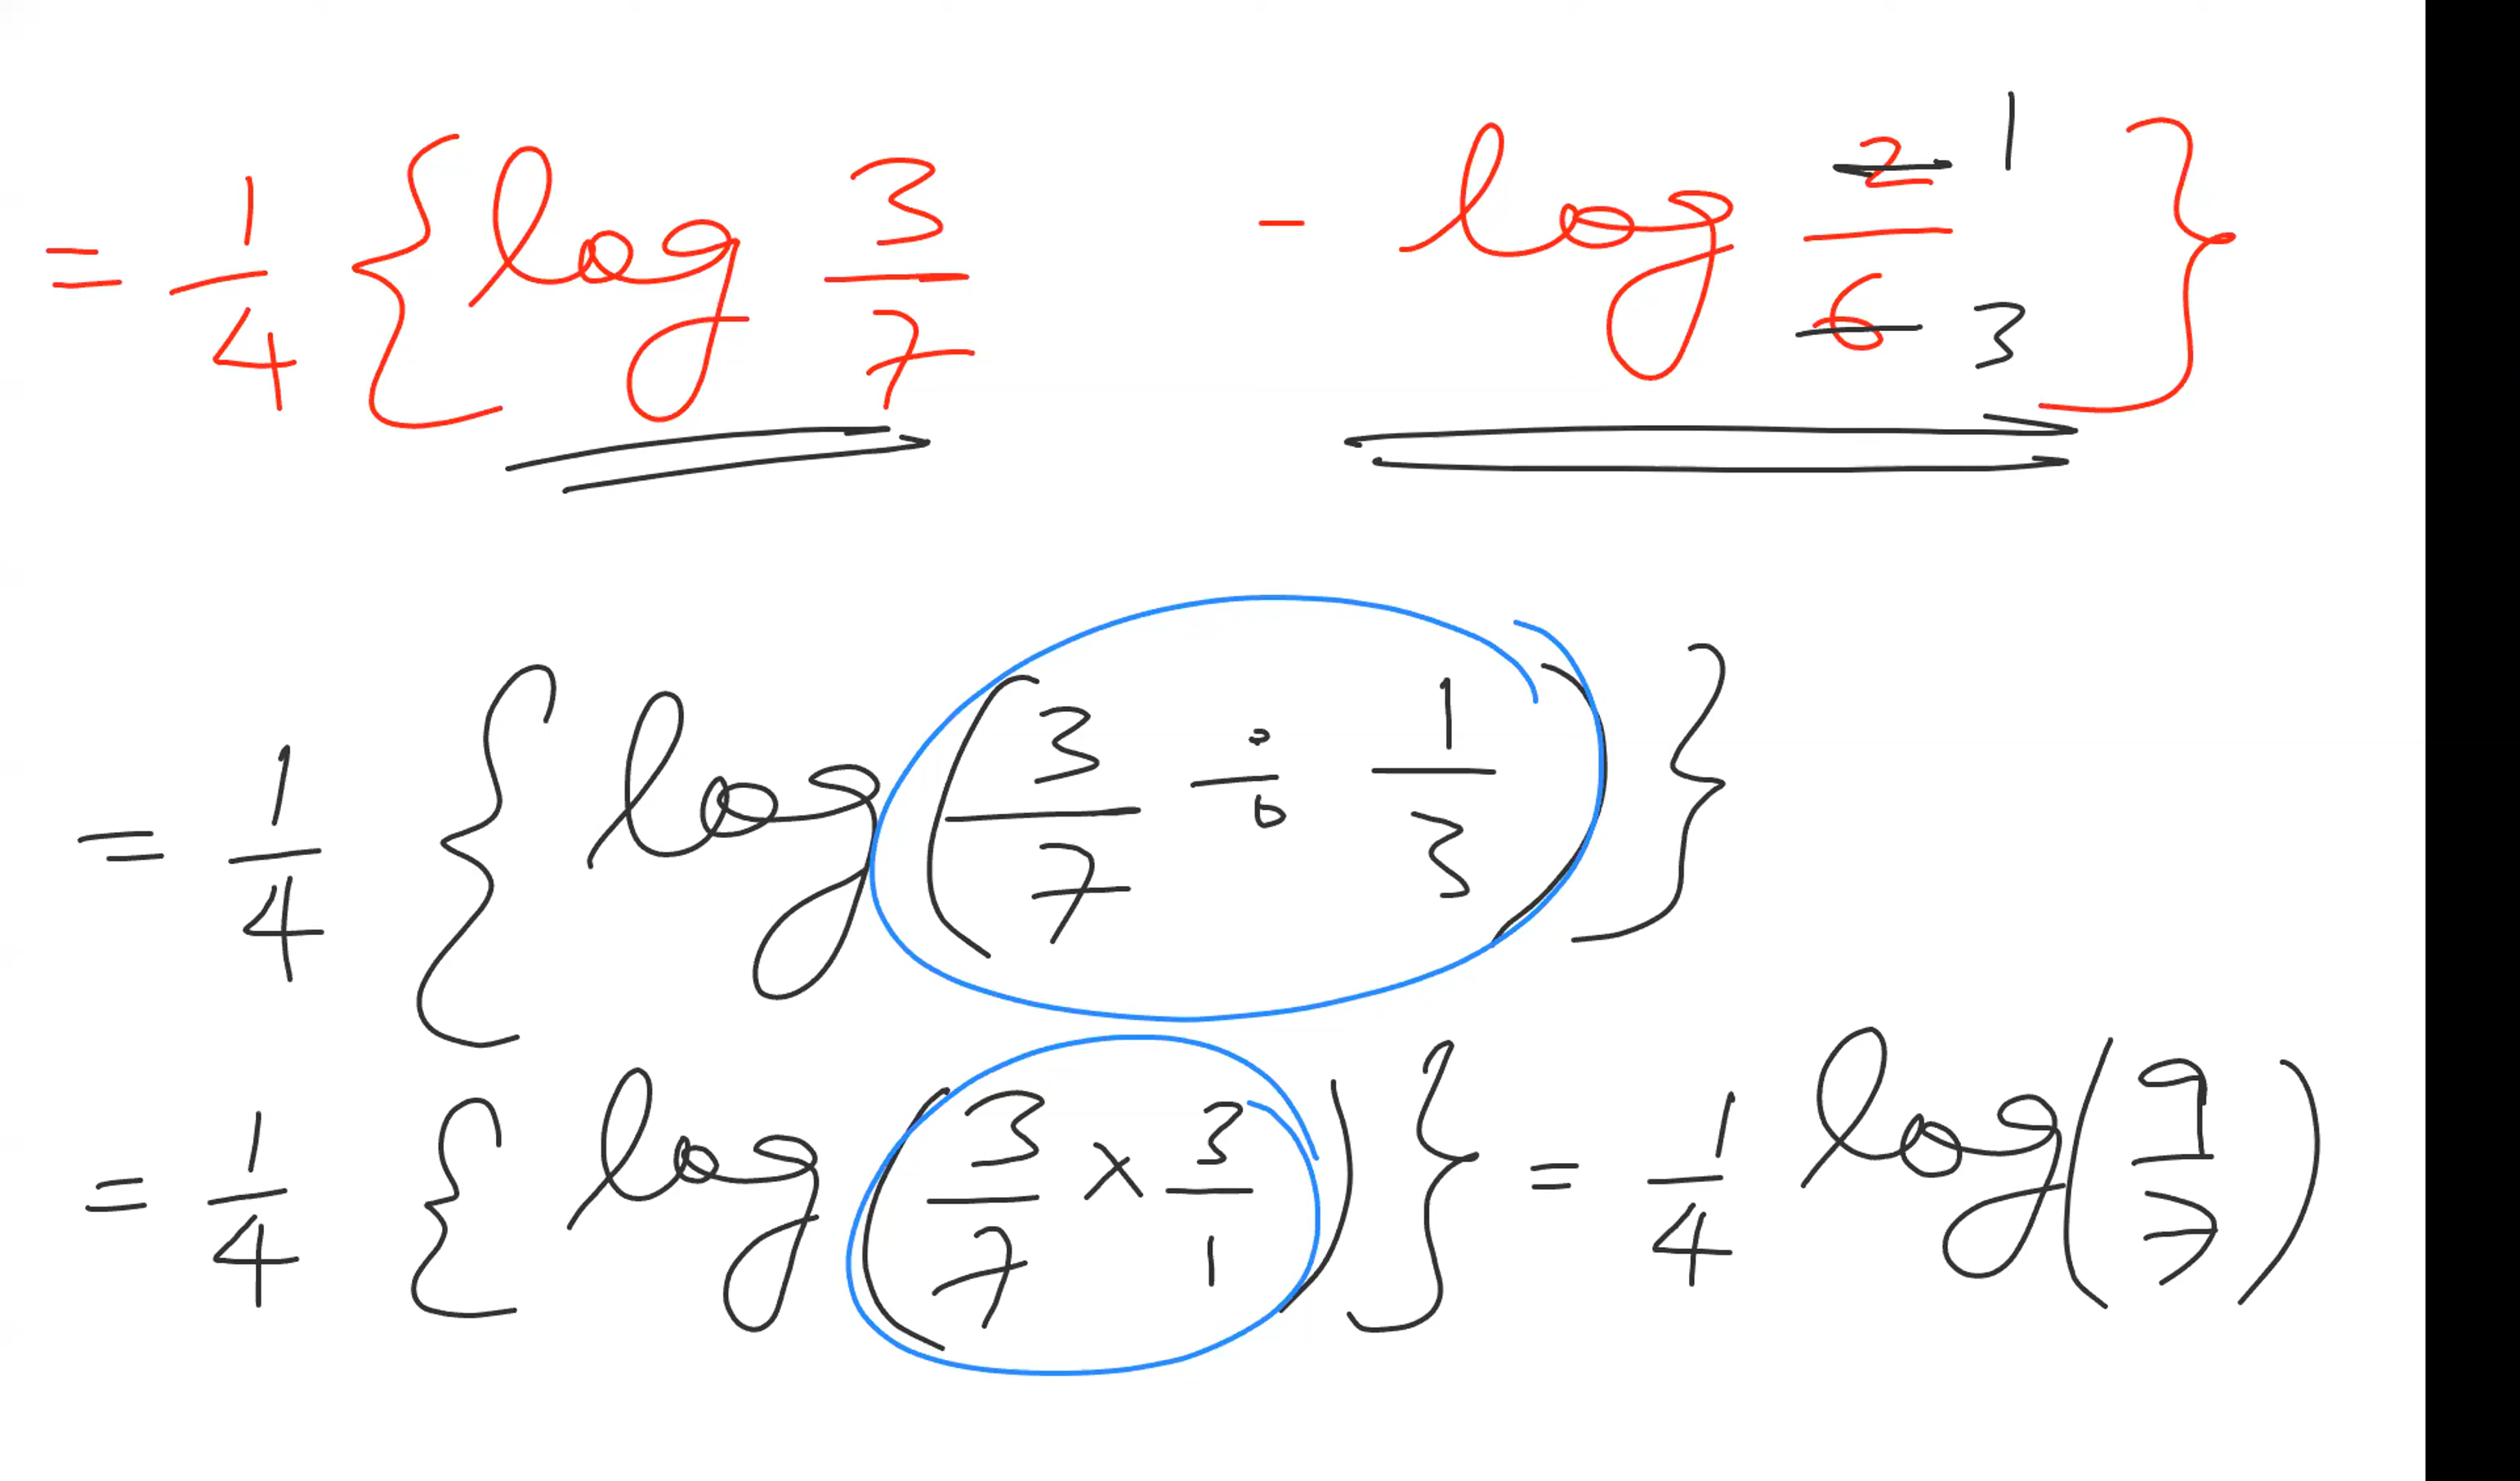 = 1/4 { log 3/7 - log 2/6 1/3 }
= 1/4 { log ( 3/7 ÷ 1/3 ) }
= 1/4 { log ( 3/7 × 3/1 ) } = 1/4 log ( 9/7 )